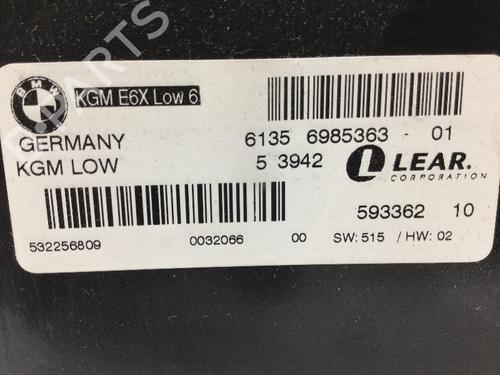 B-PARTS
BMW
KGM E6X Low 6
GERMANY 6135 6985363 - 01
KGM LOW 5 3942 LEAR.
CORPORATION
593362 10
532256809 0032066 00 SW: 515 / HW: 02